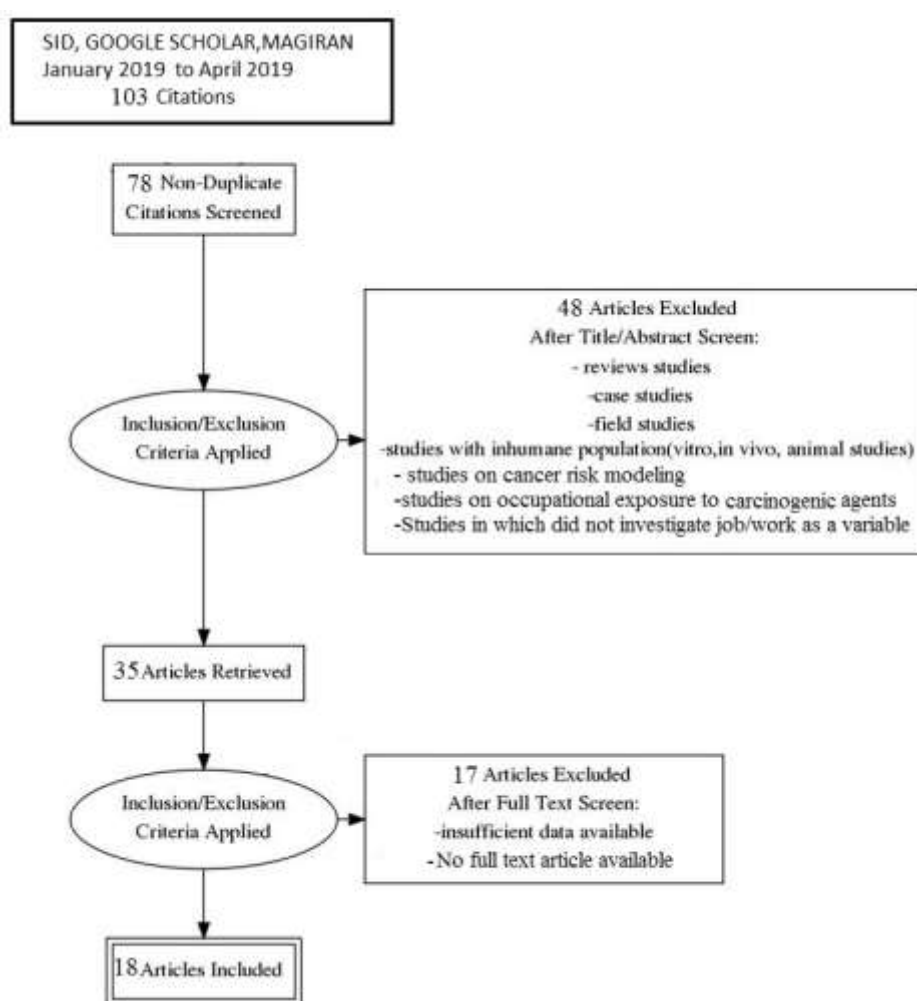 SID, GOOGLE SCHOLAR,MAGIRAN
January 2019 to April 2019
103 Citations
78 Non-Duplicate
Citations Screened
48 Articles Excluded
After Title/Abstract Screen:
- reviews studies
-case studies
-field studies
-studies with inhumane population(vitro,in vivo, animal studies)
- studies on cancer risk modeling
-studies on occupational exposure to carcinogenic agents
-Studies in which did not investigate job/work as a variable
Inclusion/Exclusion
Criteria Applied
35 Articles Retrieved
17 Articles Excluded
After Full Text Screen:
-insufficient data available
-No full text article available
Inclusion/Exclusion
Criteria Applied
18 Articles Included